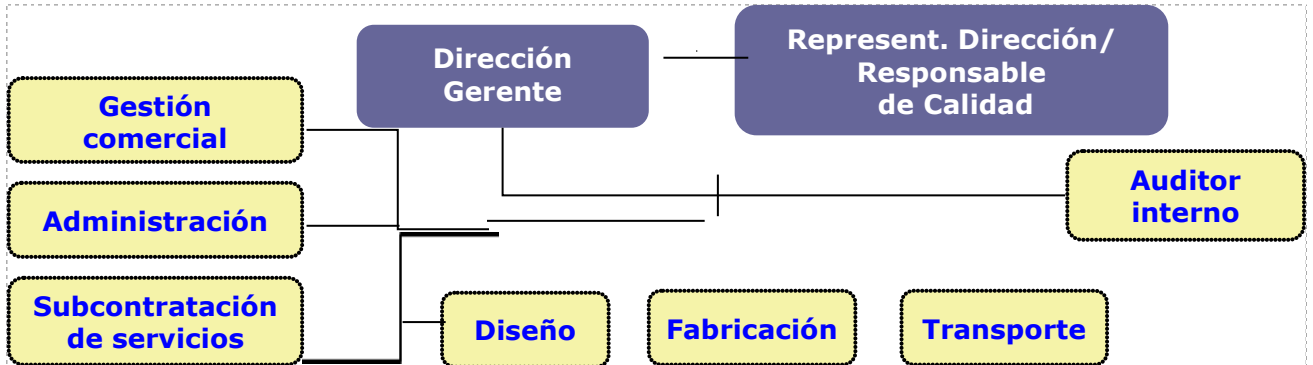 Dirección
Gerente
Represent. Dirección/
Responsable
de Calidad
Gestión
comercial
Administración
Auditor
interno
Subcontratación
de servicios
Diseño
Fabricación
Transporte